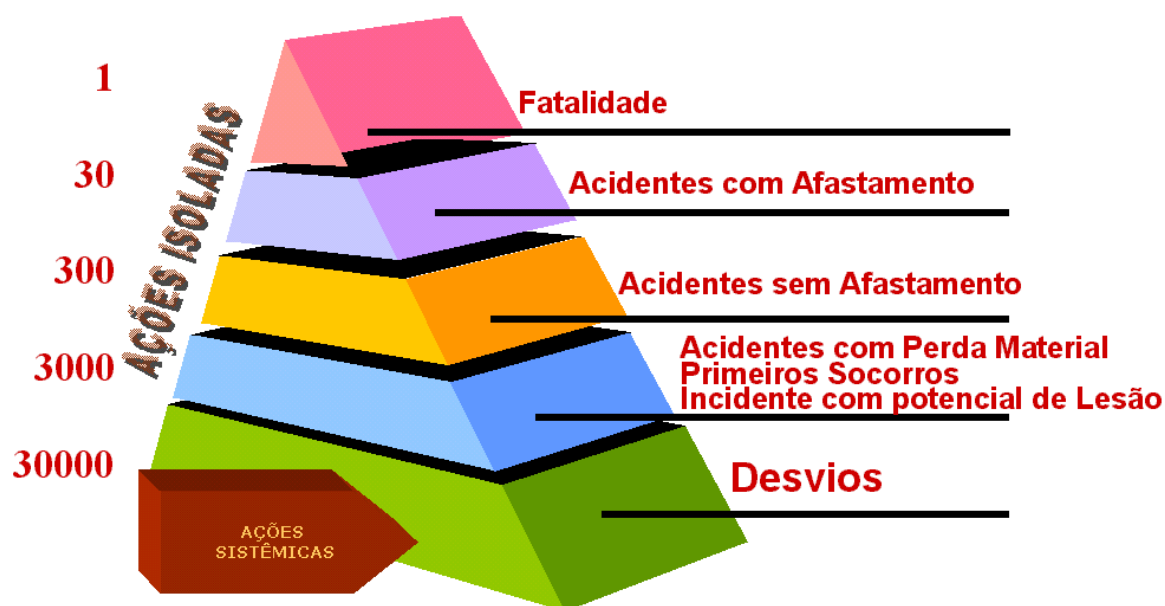 1
Fatalidade
30
Acidentes com Afastamento
AÇÕES ISOLADAS
300
Acidentes sem Afastamento
3000
Acidentes com Perda Material
Primeiros Socorros
Incidente com potencial de Lesão
30000
Desvios
AÇÕES
SISTÊMICAS